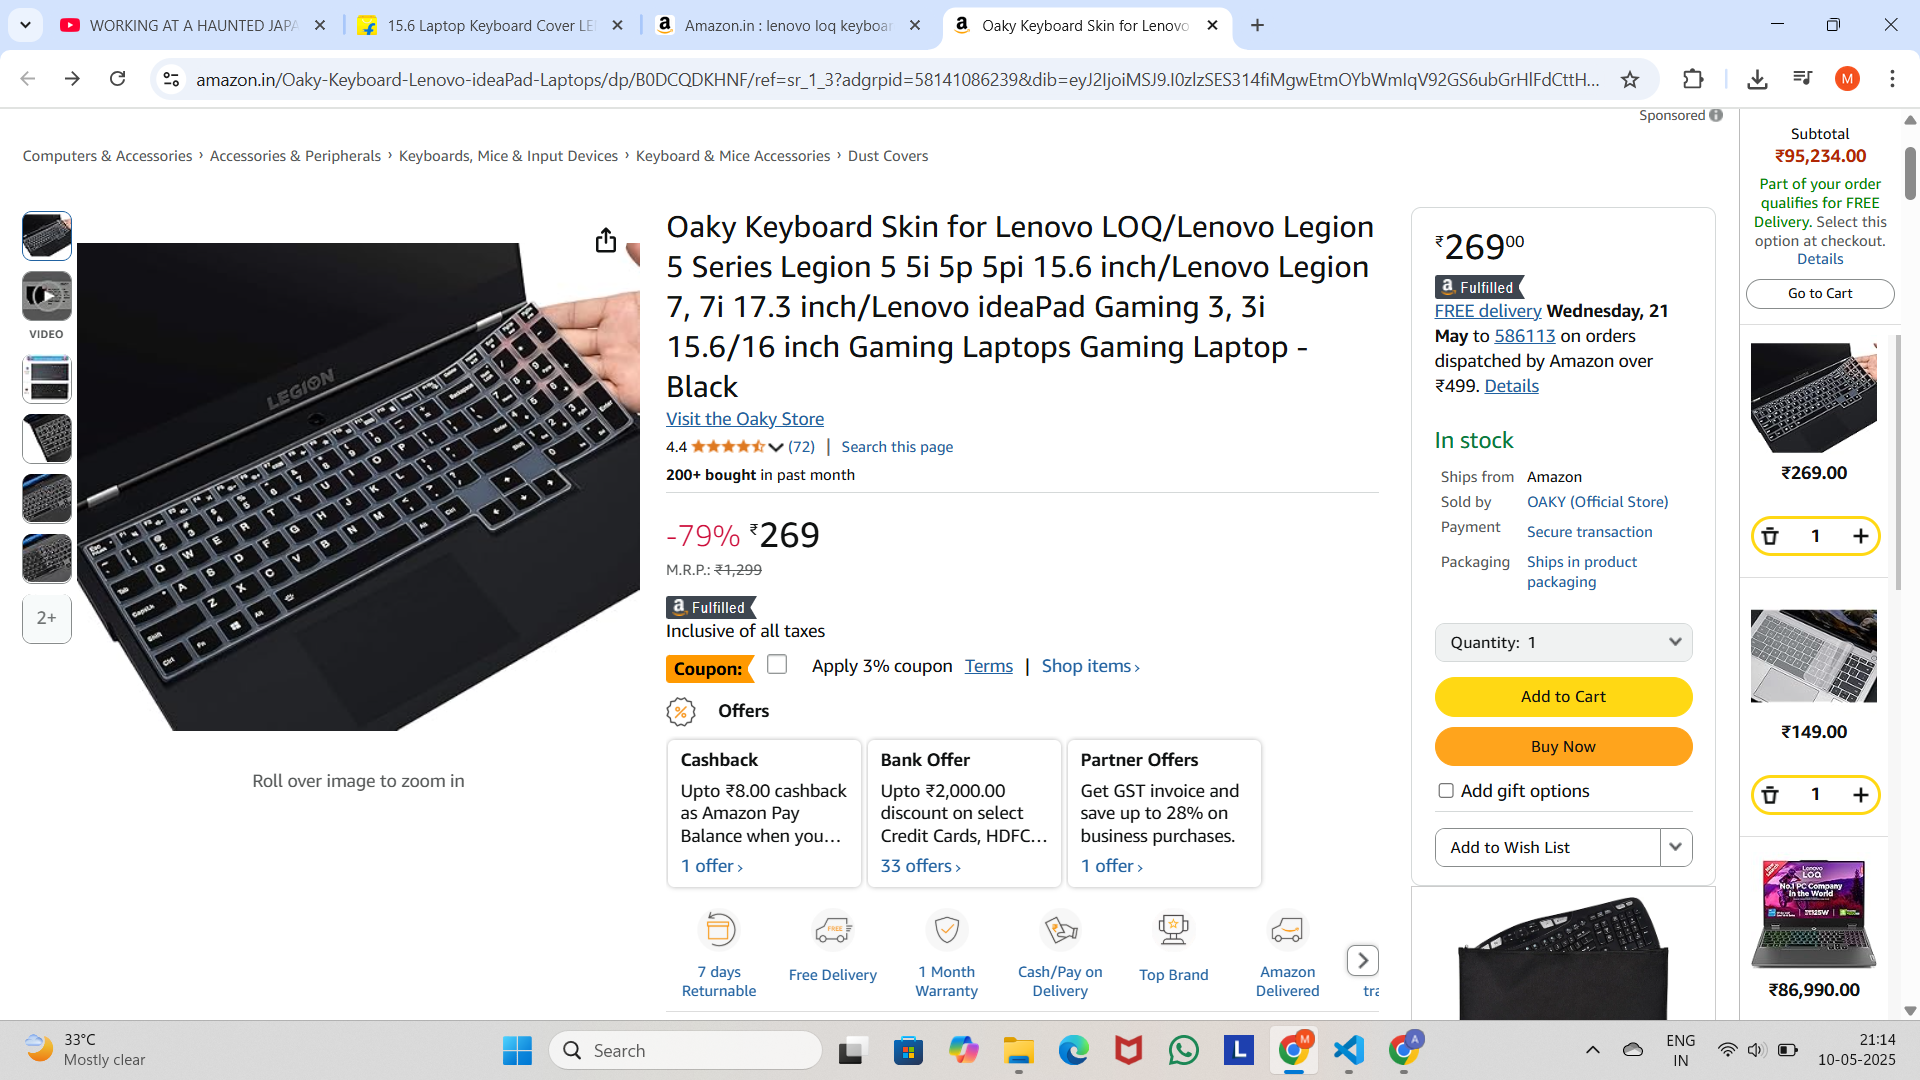 WORKING AT A HAUNTED JAPA
15.6 Laptop Keyboard Cover LE
Amazon.in : lenovo loq keyboar
Oaky Keyboard Skin for Lenovo
amazon.in/Oaky-Keyboard-Lenovo-ideaPad-Laptops/dp/B0DCQDKHNF/ref=sr_1_3?adgrpid=58141086239&dib=eyJ2IjoiMSJ9.I0zlzSES314fiMgwEtmOYbWmIqV92GS6ubGrHlFdCttH...
M
Sponsored
Computers & Accessories › Accessories & Peripherals › Keyboards, Mice & Input Devices › Keyboard & Mice Accessories › Dust Covers
VIDEO
2+
LEGION
Roll over image to zoom in
Oaky Keyboard Skin for Lenovo LOQ/Lenovo Legion
5 Series Legion 5 5i 5p 5pi 15.6 inch/Lenovo Legion
7, 7i 17.3 inch/Lenovo ideaPad Gaming 3, 3i
15.6/16 inch Gaming Laptops Gaming Laptop -
Black
Visit the Oaky Store
4.4 (72) | Search this page
200+ bought in past month
-79% ₹269
M.R.P.: ₹1,299
a Fulfilled
Inclusive of all taxes
Coupon: Apply 3% coupon Terms | Shop items ›
Offers
Cashback
Upto ₹8.00 cashback
as Amazon Pay
Balance when you...
1 offer ›
Bank Offer
Upto ₹2,000.00
discount on select
Credit Cards, HDFC...
33 offers ›
Partner Offers
Get GST invoice and
save up to 28% on
business purchases.
1 offer ›
7 days
Returnable
FREE
Free Delivery
1 Month
Warranty
Cash/Pay on
Delivery
Top Brand
Amazon
Delivered
tra
₹269 00
a Fulfilled
FREE delivery Wednesday, 21
May to 586113 on orders
dispatched by Amazon over
₹499. Details
In stock
Ships from Amazon
Sold by OAKY (Official Store)
Payment Secure transaction
Packaging Ships in product
packaging
Quantity: 1
Add to Cart
Buy Now
Add gift options
Add to Wish List
Subtotal
₹95,234.00
Part of your order
qualifies for FREE
Delivery. Select this
option at checkout.
Details
Go to Cart
₹269.00
1
₹149.00
1
Lenovo
LOQ
No.1 PC Company
in the World
₹86,990.00
33°C
Mostly clear
Search
L
M
A
ENG
IN
21:14
10-05-2025